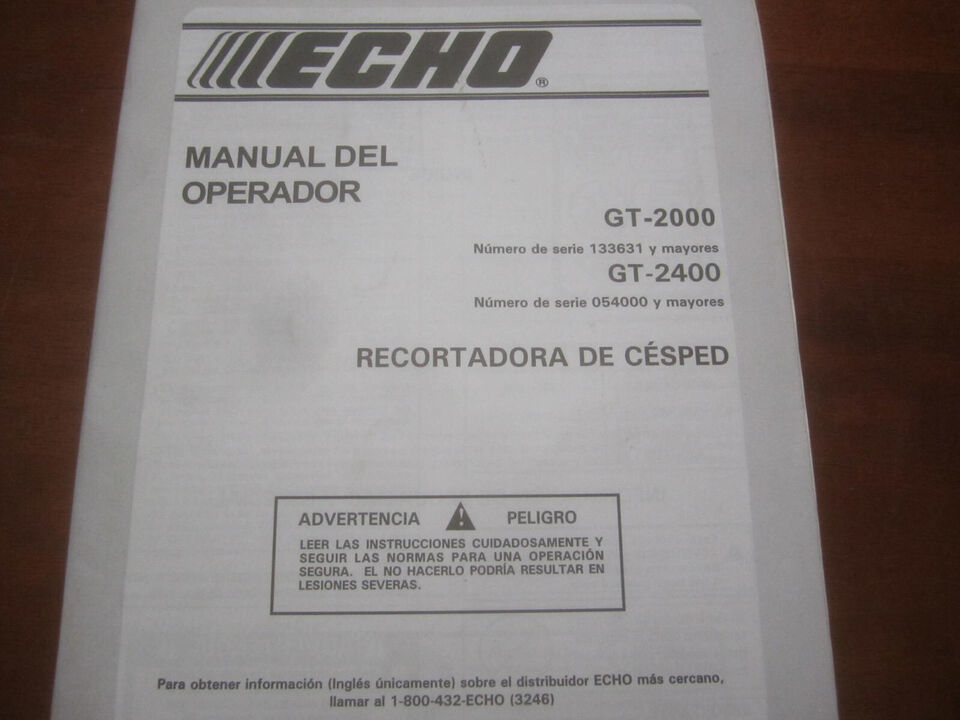 ECHO®
MANUAL DEL
OPERADOR
GT-2000
Número de serie 133631 y mayores
GT-2400
Número de serie 054000 y mayores
RECORTADORA DE CÉSPED
ADVERTENCIA ! PELIGRO
LEER LAS INSTRUCCIONES CUIDADOSAMENTE Y
SEGUIR LAS NORMAS PARA UNA OPERACIÓN
SEGURA. EL NO HACERLO PODRÍA RESULTAR EN
LESIONES SEVERAS.
Para obtener información (Inglés únicamente) sobre el distribuidor ECHO más cercano,
llamar al 1-800-432-ECHO (3246)